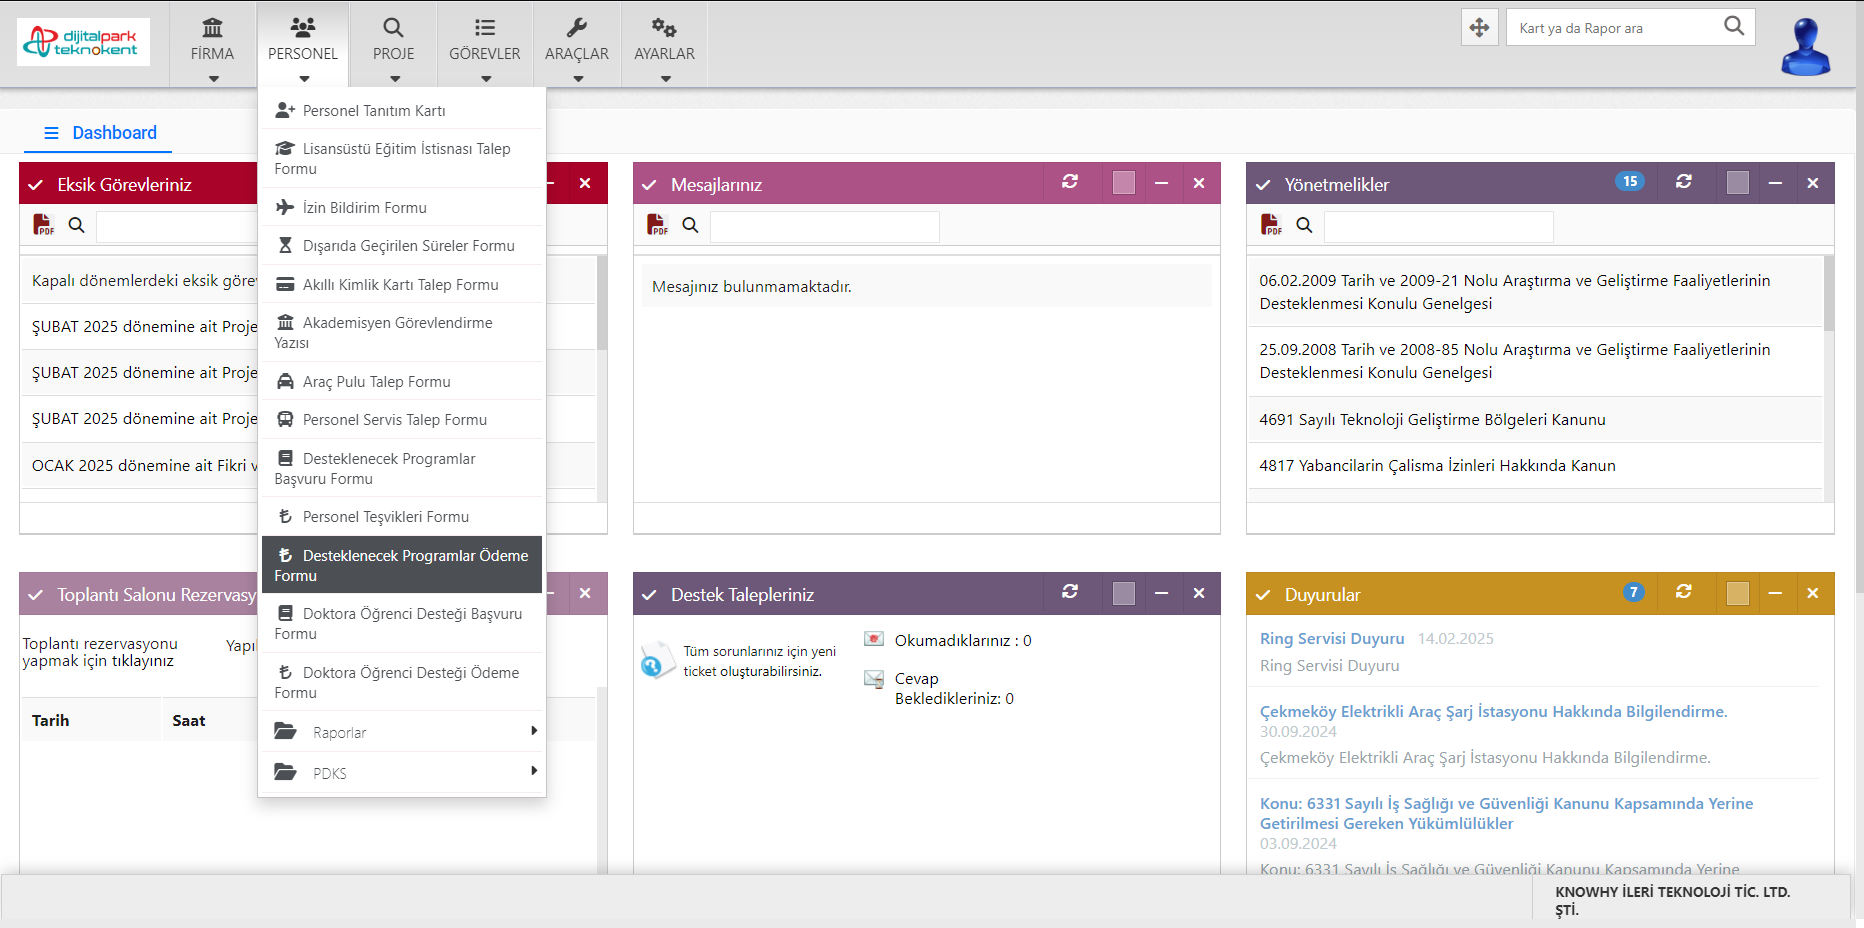 dijitalpark
teknokent
FİRMA
PERSONEL
PROJE
GÖREVLER
ARAÇLAR
AYARLAR
Kart ya da Rapor ara
Dashboard
Personel Tanıtım Kartı
Lisansüstü Eğitim İstisnası Talep
Formu
İzin Bildirim Formu
Dışarıda Geçirilen Süreler Formu
Akıllı Kimlik Kartı Talep Formu
Akademisyen Görevlendirme
Yazısı
Araç Pulu Talep Formu
Personel Servis Talep Formu
Desteklenecek Programlar
Başvuru Formu
Personel Teşvikleri Formu
Desteklenecek Programlar Ödeme
Formu
Doktora Öğrenci Desteği Başvuru
Formu
Doktora Öğrenci Desteği Ödeme
Formu
Raporlar
PDKS
Eksik Görevleriniz
PDF
Kapalı dönemlerdeki eksik göre
ŞUBAT 2025 dönemine ait Proje
ŞUBAT 2025 dönemine ait Proje
ŞUBAT 2025 dönemine ait Proje
OCAK 2025 dönemine ait Fikri v
Mesajlarınız
PDF
Mesajınız bulunmamaktadır.
Yönetmelikler
15
PDF
06.02.2009 Tarih ve 2009-21 Nolu Araştırma ve Geliştirme Faaliyetlerinin
Desteklenmesi Konulu Genelgesi
25.09.2008 Tarih ve 2008-85 Nolu Araştırma ve Geliştirme Faaliyetlerinin
Desteklenmesi Konulu Genelgesi
4691 Sayılı Teknoloji Geliştirme Bölgeleri Kanunu
4817 Yabancilarin Çalisma İzinleri Hakkında Kanun
Toplantı Salonu Rezervasy
Toplantı rezervasyonu
yapmak için tıklayınız
Yapıl
Tarih
Saat
Destek Talepleriniz
Tüm sorunlarınız için yeni
ticket oluşturabilirsiniz.
Okumadıklarınız : 0
Cevap
Beklediklerniz: 0
Duyurular
7
Ring Servisi Duyuru 14.02.2025
Ring Servisi Duyuru
Çekmeköy Elektrikli Araç Şarj İstasyonu Hakkında Bilgilendirme.
30.09.2024
Çekmeköy Elektrikli Araç Şarj İstasyonu Hakkında Bilgilendirme.
Konu: 6331 Sayılı İş Sağlığı ve Güvenliği Kanunu Kapsamında Yerine
Getirilmesi Gereken Yükümlülükler
03.09.2024
Konu: 6331 Sayılı İş Sağlığı ve Güvenliği Kanunu Kapsamında Yerine
KNOWHY İLERİ TEKNOLOJİ TİC. LTD.
ŞTİ.